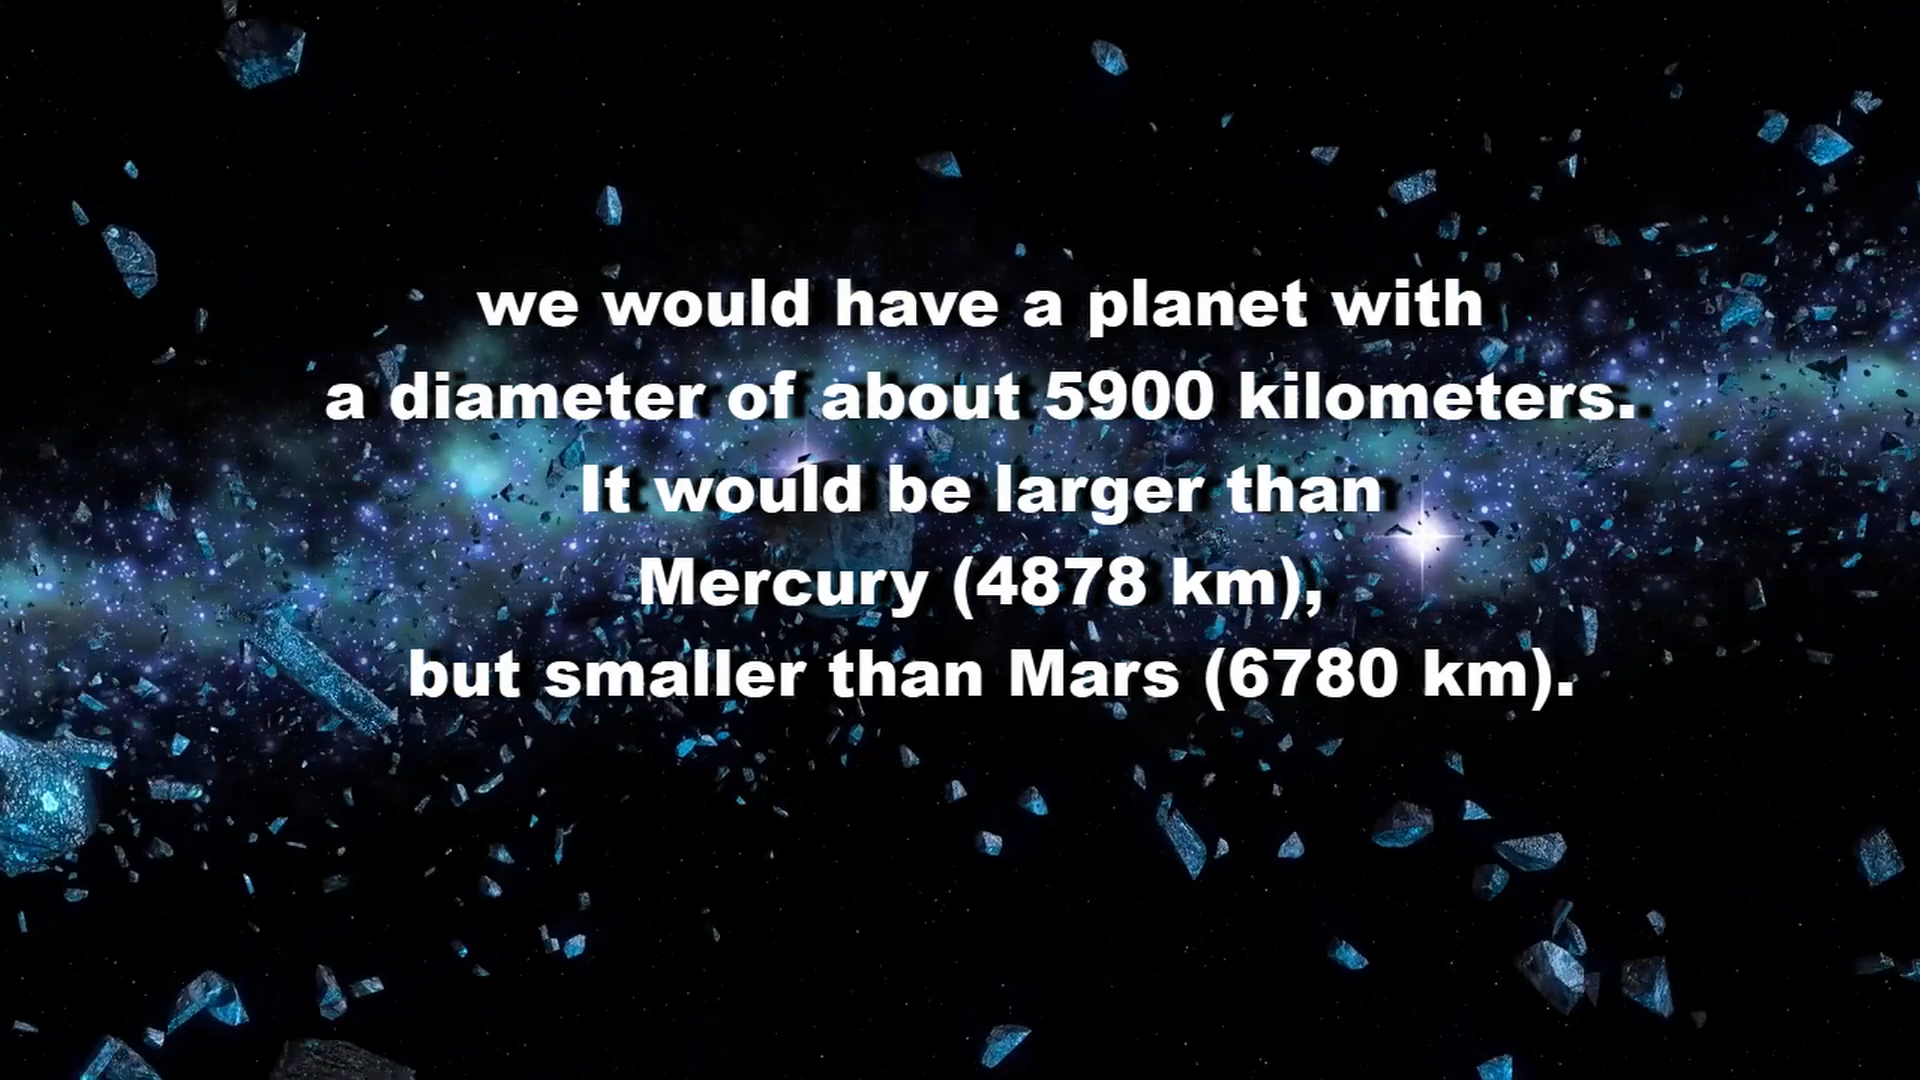 we would have a planet with
a diameter of about 5900 kilometers.
It would be larger than
Mercury (4878 km),
but smaller than Mars (6780 km).